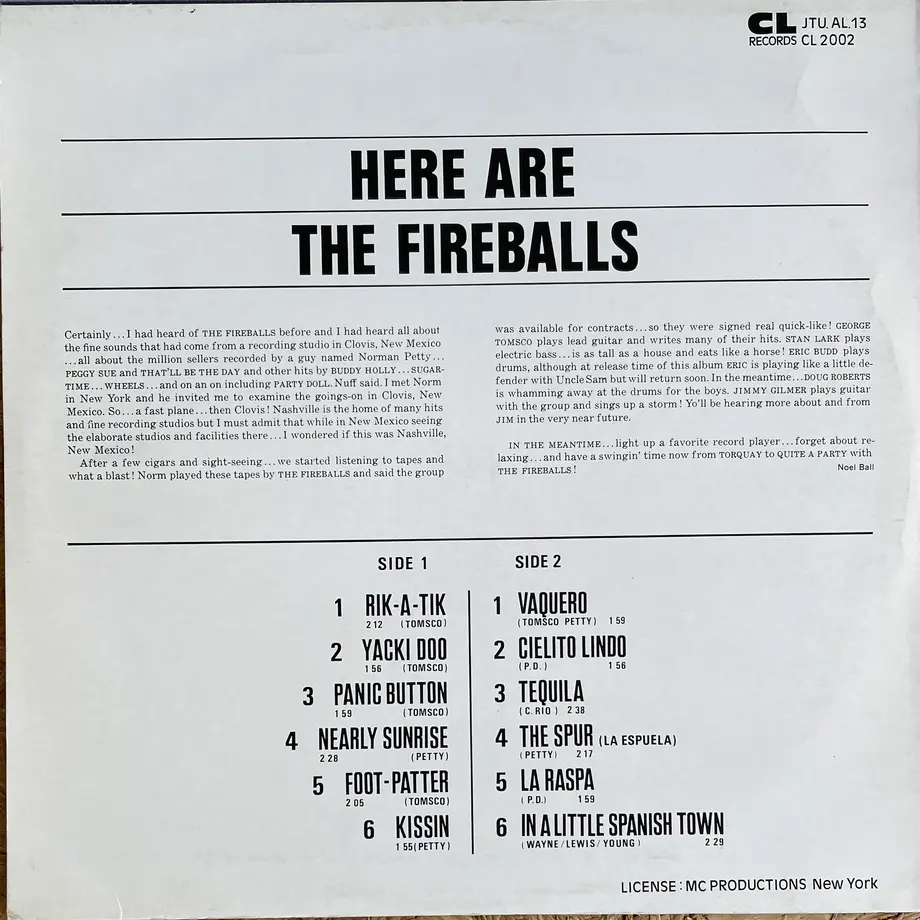 CL JTU. AL.13
RECORDS CL 2002
HERE ARE
THE FIREBALLS
Certainly...I had heard of THE FIREBALLS before and I had heard all about
the fine sounds that had come from a recording studio in Clovis, New Mexico
...all about the million sellers recorded by a guy named Norman Petty...
PEGGY SUE and THAT'LL BE THE DAY and other hits by BUDDY HOLLY...SUGAR-
TIME...WHEELS...and on an on including PARTY DOLL. Nuff said. I met Norm
in New York and he invited me to examine the goings-on in Clovis, New
Mexico. So...a fast plane...then Clovis! Nashville is the home of many hits
and fine recording studios but I must admit that while in New Mexico seeing
the elaborate studios and facilities there...I wondered if this was Nashville,
New Mexico!
After a few cigars and sight-seeing...we started listening to tapes and
what a blast! Norm played these tapes by THE FIREBALLS and said the group
was available for contracts...so they were signed real quick-like! GEORGE
TOMSCO plays lead guitar and writes many of their hits. STAN LARK plays
electric bass...is as tall as a house and eats like a horse! ERIC BUDD plays
drums, although at release time of this album ERIC is playing like a little de-
fender with Uncle Sam but will return soon. In the meantime...DOUG ROBERTS
is whamming away at the drums for the boys. JIMMY GILMER plays guitar
with the group and sings up a storm! Yo'll be hearing more about and from
JIM in the very near future.
IN THE MEANTIME...light up a favorite record player...forget about re-
laxing...and have a swingin' time now from TORQUAY to QUITE A PARTY with
THE FIREBALLS!
Noel Ball
SIDE 1
1 RIK-A-TIK
2 12 (TOMSCO)
2 YACKI DOO
1 56 (TOMSCO)
3 PANIC BUTTON
1 59 (TOMSCO)
4 NEARLY SUNRISE
2 28 (PETTY)
5 FOOT-PATTER
2 05 (TOMSCO)
6 KISSIN
1 55 (PETTY)
SIDE 2
1 VAQUERO
(TOMSCO PETTY) 1 59
2 CIELITO LINDO
(P.D.) 1 56
3 TEQUILA
(C. RIO) 2 38
4 THE SPUR (LA ESPUELA)
(PETTY) 2 17
5 LA RASPA
(P.D.) 1 59
6 IN A LITTLE SPANISH TOWN
(WAYNE/LEWIS/YOUNG) 2 29
LICENSE: MC PRODUCTIONS New York